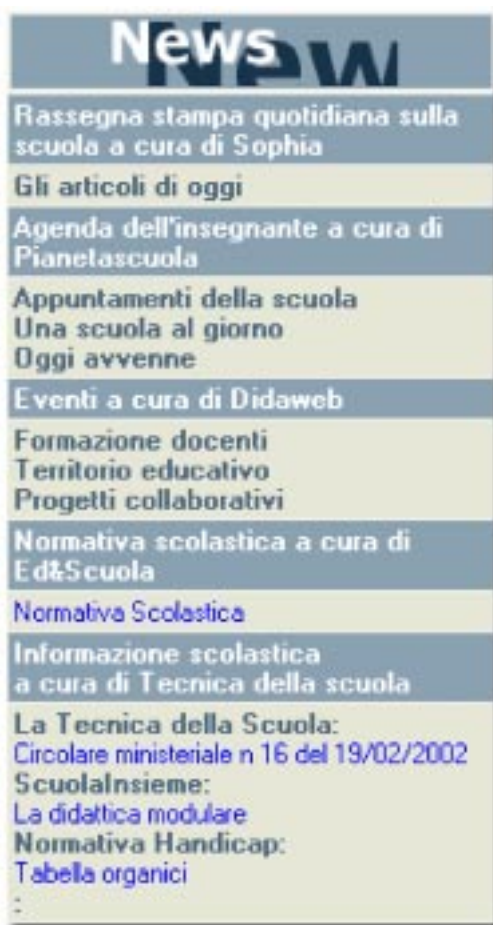 News
New
Rassegna stampa quotidiana sulla
scuola a cura di Sophia
Gli articoli di oggi
Agenda dell'insegnante a cura di
Pianetascuola
Appuntamenti della scuola
Una scuola al giorno
Oggi avvenne
Eventi a cura di Didaweb
Formazione docenti
Territorio educativo
Progetti collaborativi
Normativa scolastica a cura di
Ed&Scuola
Normativa Scolastica
Informazione scolastica
a cura di Tecnica della scuola
La Tecnica della Scuola:
Circolare ministeriale n 16 del 19/02/2002
ScuolaInsieme:
La didattica modulare
Normativa Handicap:
Tabella organici
: